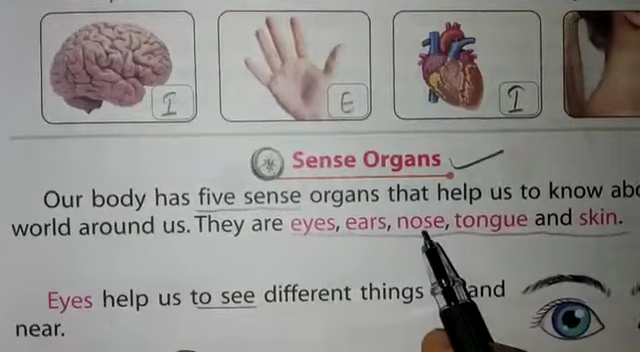 I
E
I
Sense Organs
Our body has five sense organs that help us to know
world around us. They are eyes, ears, nose, tongue and skin.
Eyes help us to see different things and
near.